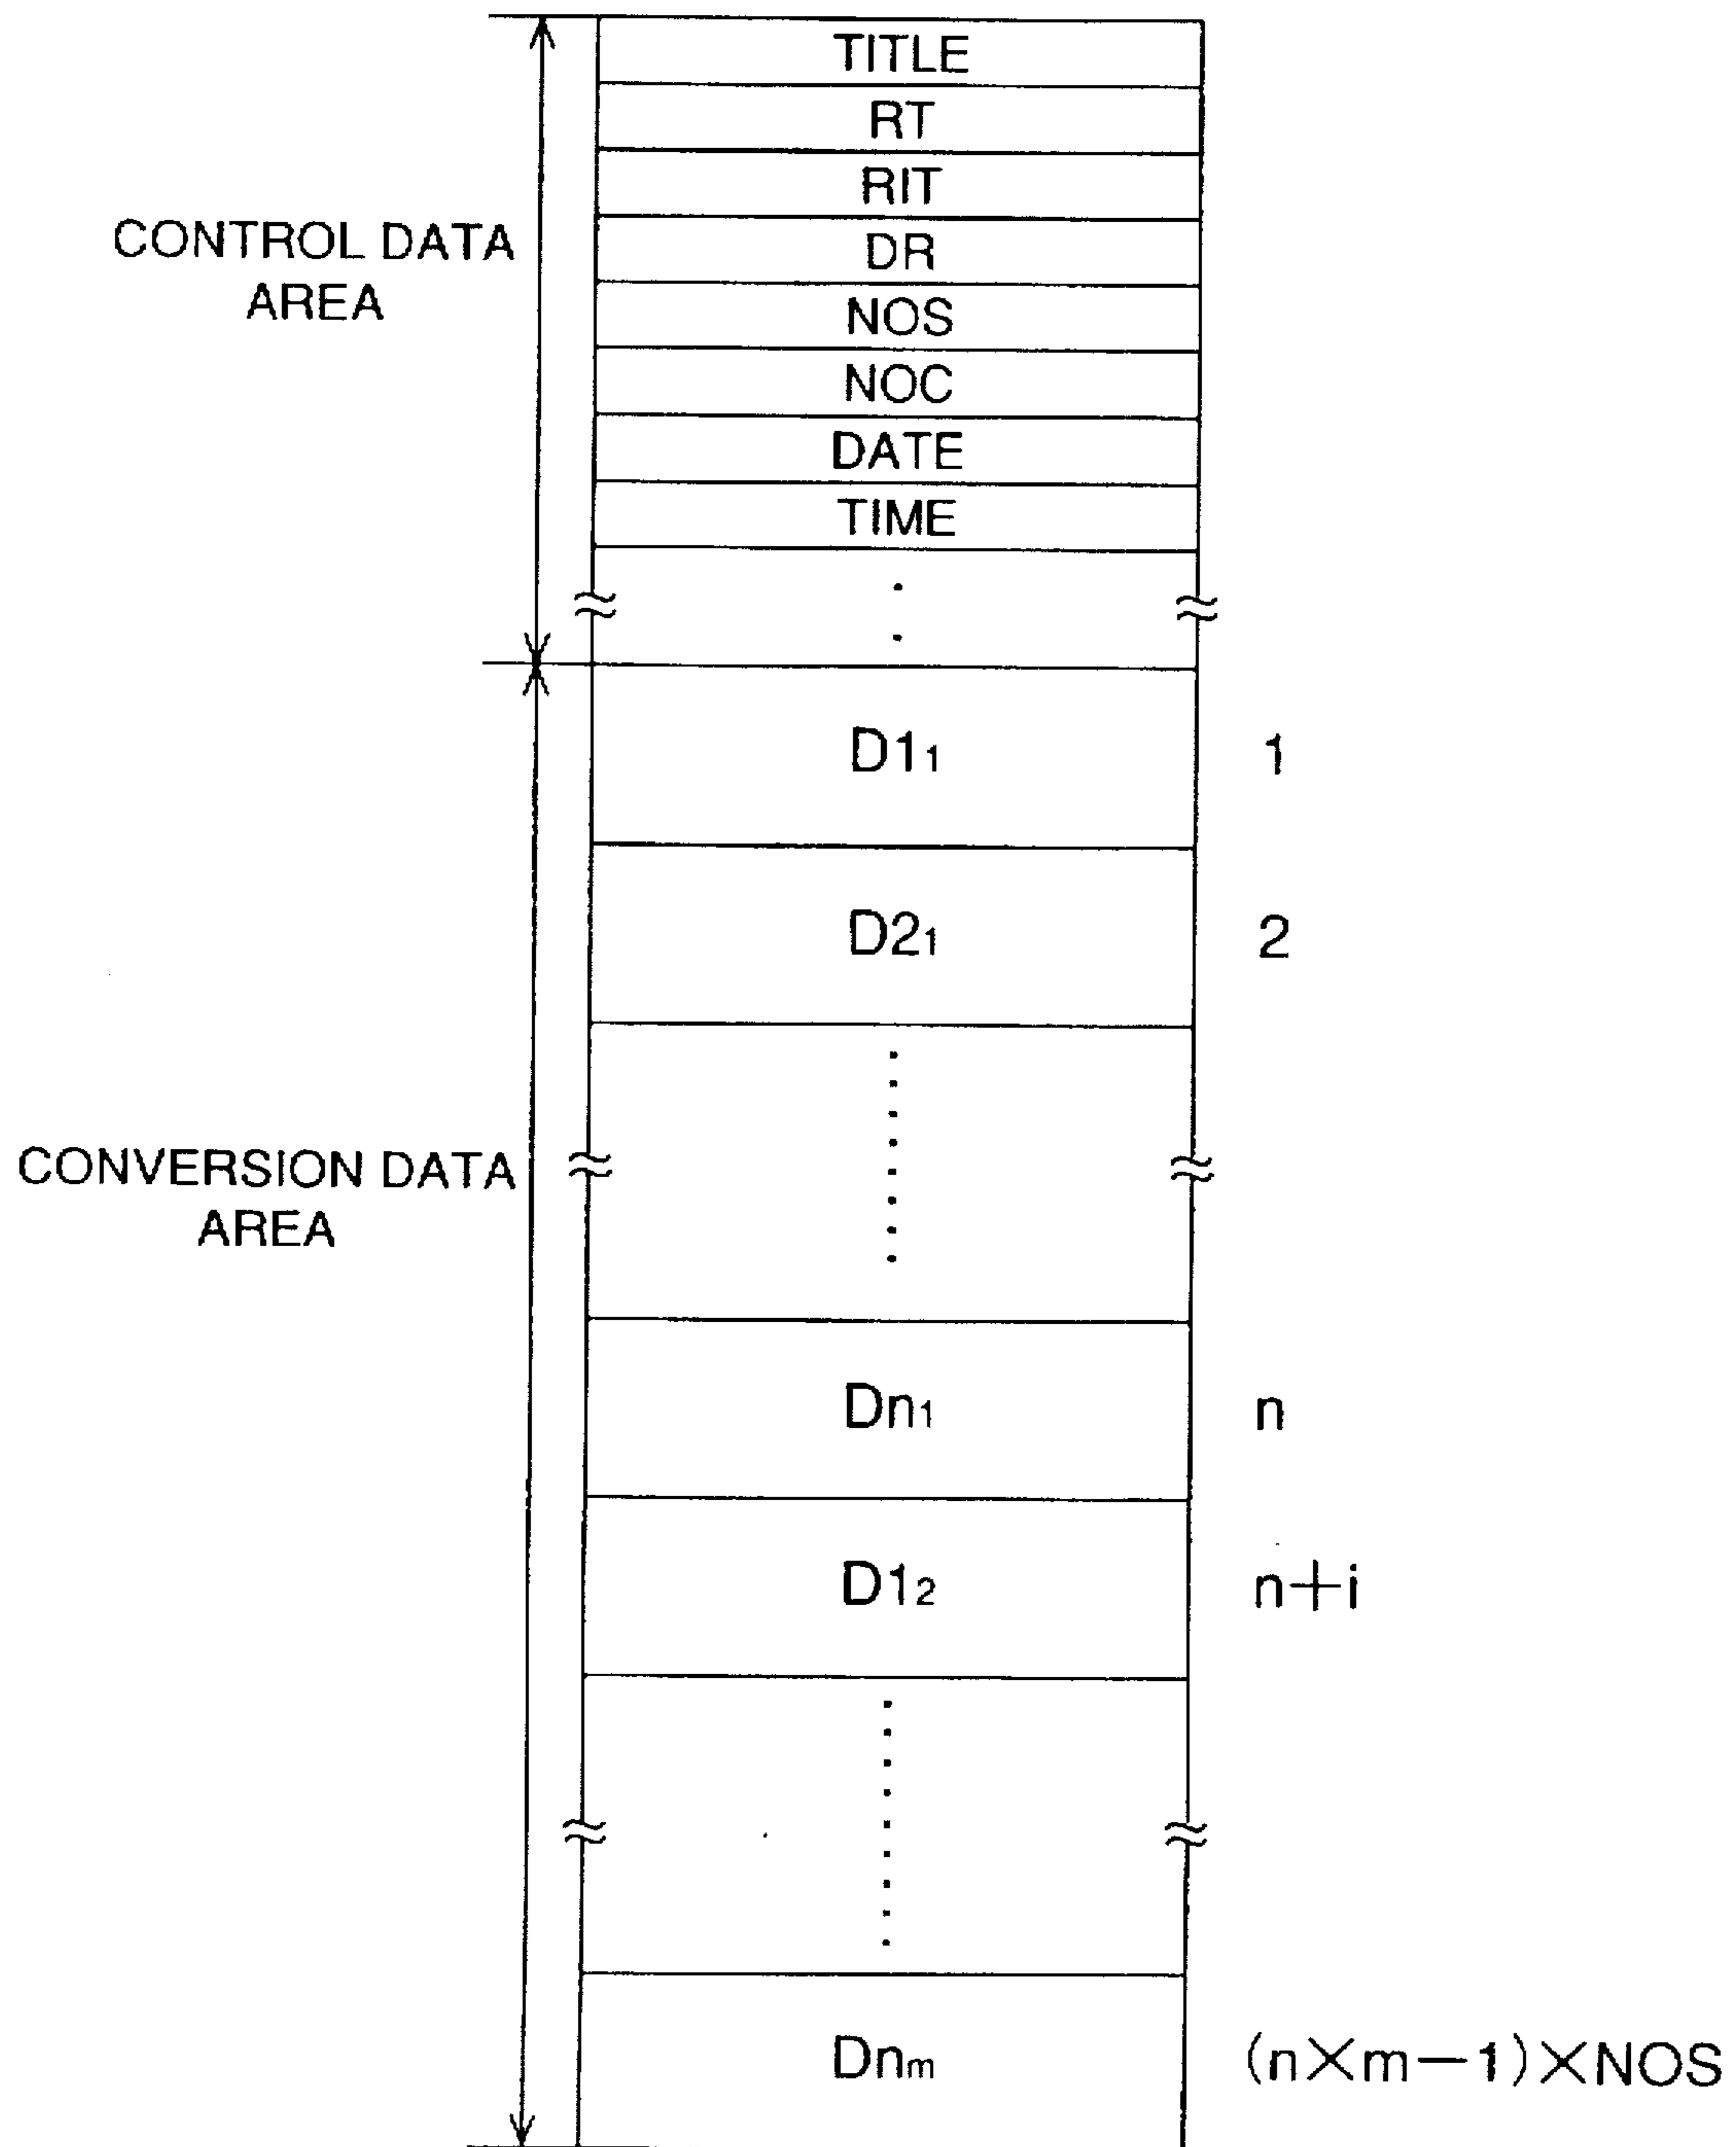 TITLE
RT
RIT
DR
NOS
NOC
DATE
TIME
CONTROL DATA
AREA
D1₁ 1
D2₁ 2
CONVERSION DATA
AREA
Dn₁ n
D1₂ n+i
Dnₘ (n×m−1)×NOS